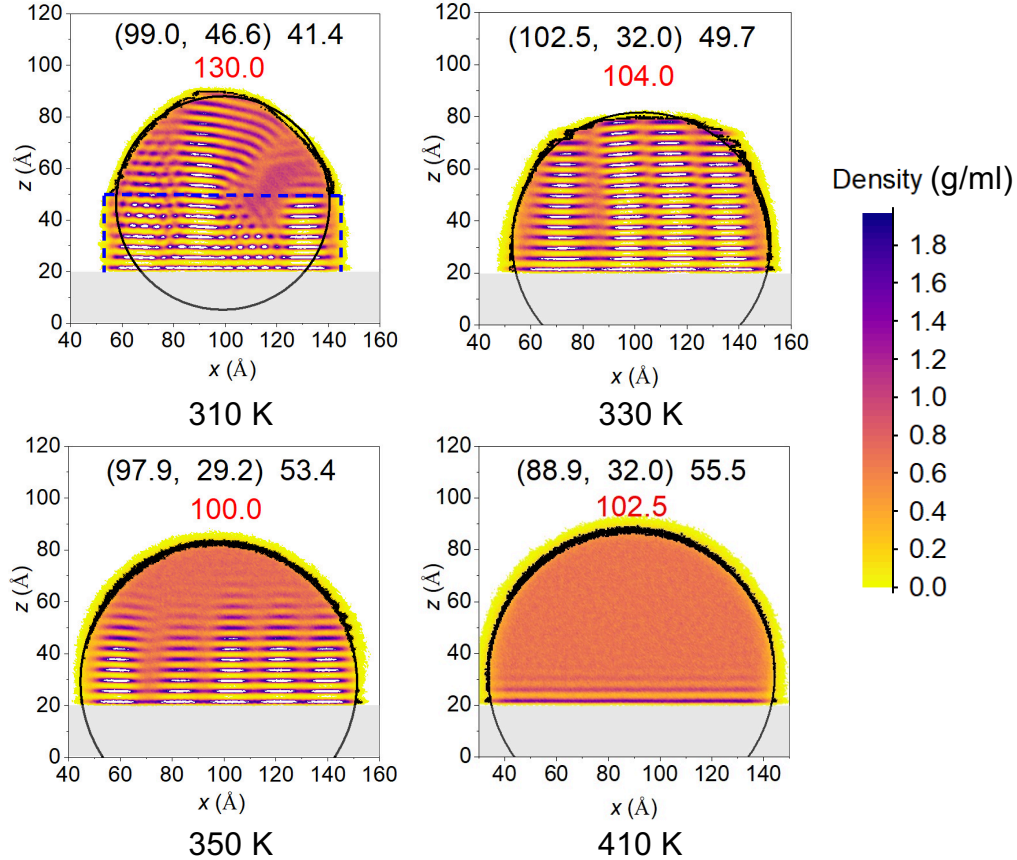 120
100
80
60
40
20
0
z (Å)
(99.0, 46.6) 41.4
130.0
40 60 80 100 120 140 160
x (Å)
310 K
120
100
80
60
40
20
0
z (Å)
(102.5, 32.0) 49.7
104.0
40 60 80 100 120 140 160
x (Å)
330 K
Density (g/ml)
1.8
1.6
1.4
1.2
1.0
0.8
0.6
0.4
0.2
0.0
120
100
80
60
40
20
0
z (Å)
(97.9, 29.2) 53.4
100.0
40 60 80 100 120 140 160
x (Å)
350 K
120
100
80
60
40
20
0
z (Å)
(88.9, 32.0) 55.5
102.5
40 60 80 100 120 140
x (Å)
410 K